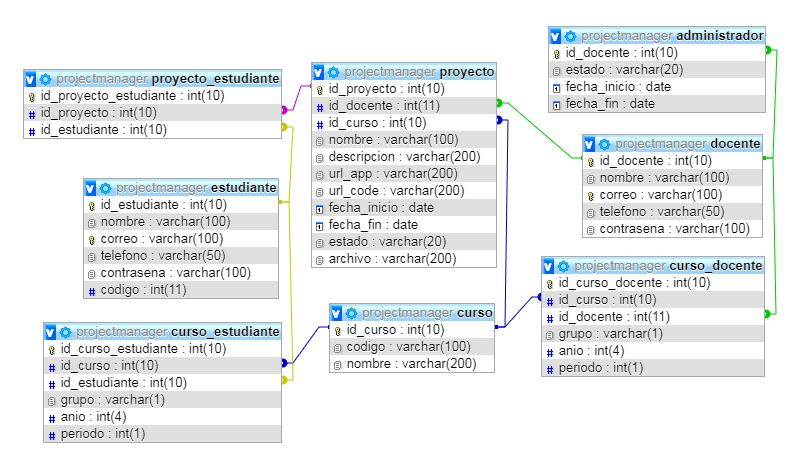 projectmanager proyecto_estudiante
id_proyecto_estudiante : int(10)
id_proyecto : int(10)
id_estudiante : int(10)
projectmanager estudiante
id_estudiante : int(10)
nombre : varchar(100)
correo : varchar(100)
telefono : varchar(50)
contrasena : varchar(100)
codigo : int(11)
projectmanager curso_estudiante
id_curso_estudiante : int(10)
id_curso : int(10)
id_estudiante : int(10)
grupo : varchar(1)
anio : int(4)
periodo : int(1)
projectmanager proyecto
id_proyecto : int(10)
id_docente : int(11)
id_curso : int(10)
nombre : varchar(100)
descripcion : varchar(200)
url_app : varchar(200)
url_code : varchar(200)
fecha_inicio : date
fecha_fin : date
estado : varchar(20)
archivo : varchar(200)
projectmanager curso
id_curso : int(10)
codigo : varchar(100)
nombre : varchar(200)
projectmanager administrador
id_docente : int(10)
estado : varchar(20)
fecha_inicio : date
fecha_fin : date
projectmanager docente
id_docente : int(10)
nombre : varchar(100)
correo : varchar(100)
telefono : varchar(50)
contrasena : varchar(100)
projectmanager curso_docente
id_curso_docente : int(10)
id_curso : int(10)
id_docente : int(11)
grupo : varchar(1)
anio : int(4)
periodo : int(1)